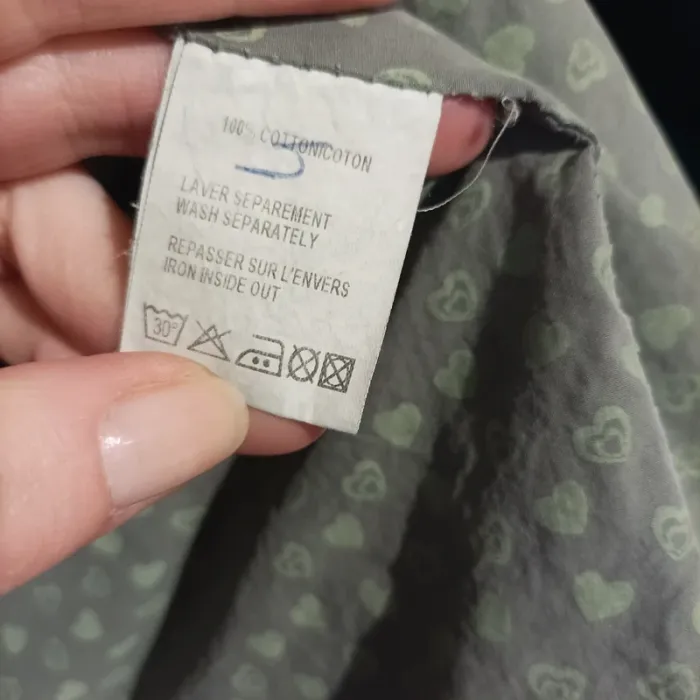 100% COTTON/COTON
LAVER SEPAREMENT
WASH SEPARATELY
REPASSER SUR L'ENVERS
IRON INSIDE OUT
30°